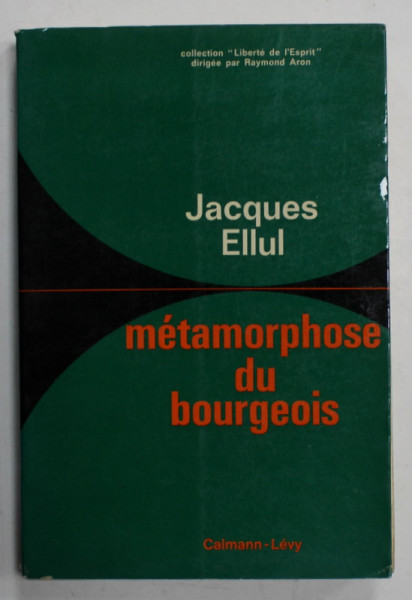 collection "Liberté de l'Esprit"
dirigée par Raymond Aron
Jacques
Ellul
métamorphose
du
bourgeois
Calmann-Lévy